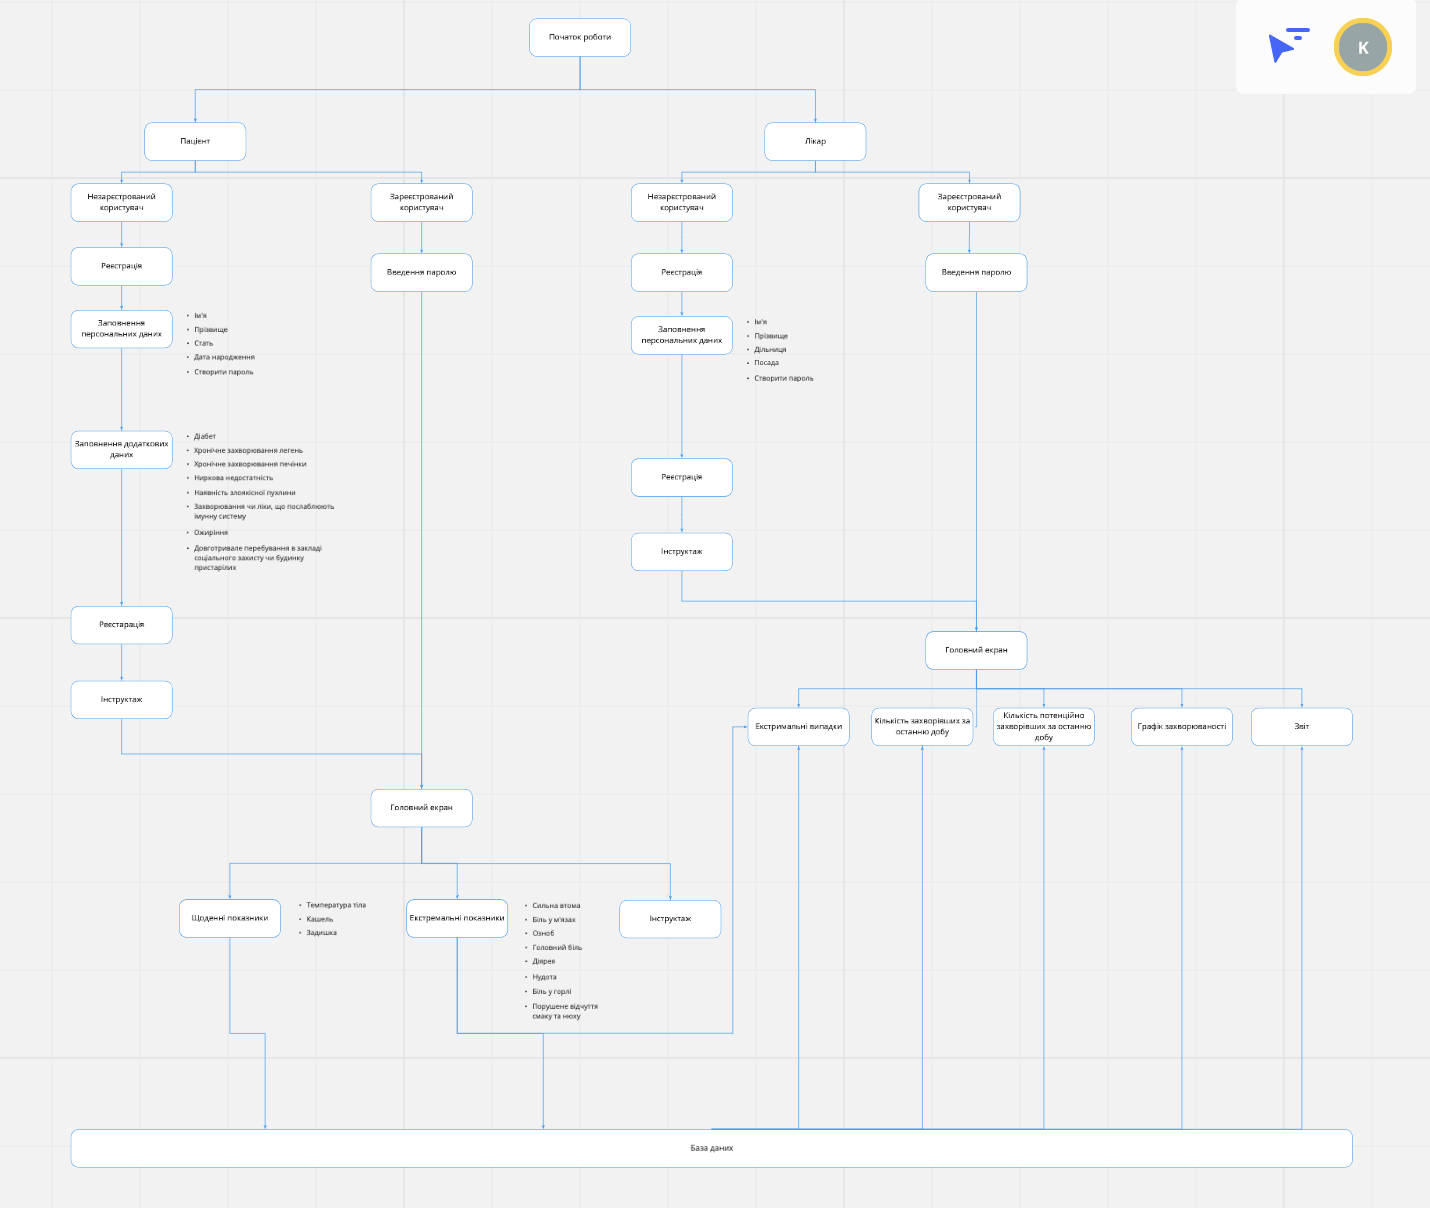 Початок роботи
K
Пацієнт
Лікар
Незарєстрований
користувач
Зареєстрований
користувач
Незарєстрований
користувач
Зареєстрований
користувач
Реєстрація
Введення паролю
Реєстрація
Введення паролю
Заповнення
персональних даних
• Ім'я
• Прізвище
• Стать
• Дата народження
• Створити пароль
Заповнення
персональних даних
• Ім'я
• Прізвище
• Дільниця
• Посада
• Створити пароль
Заповнення додаткових
даних
• Діабет
• Хронічне захворювання легень
• Хронічне захворювання печінки
• Ниркова недостатність
• Наявність злоякісної пухлини
• Захворювання чи ліки, що послаблюють
імунну систему
• Ожиріння
• Довготривале перебування в закладі
соціального захисту чи будинку
пристарілих
Реєстрація
Інструктаж
Реєстарація
Інструктаж
Головний екран
Екстримальні випадки
Кількість захворівших за
останню добу
Кількість потенційно
захворівших за останню
добу
Графік захворюваності
Звіт
Головний екран
Щоденні показники
• Температура тіла
• Кашель
• Задишка
Екстремальні показники
• Сильна втома
• Біль у м'язах
• Озноб
• Головний біль
• Діярея
• Нудота
• Біль у горлі
• Порушене відчуття
смаку та нюху
Інструктаж
База даних